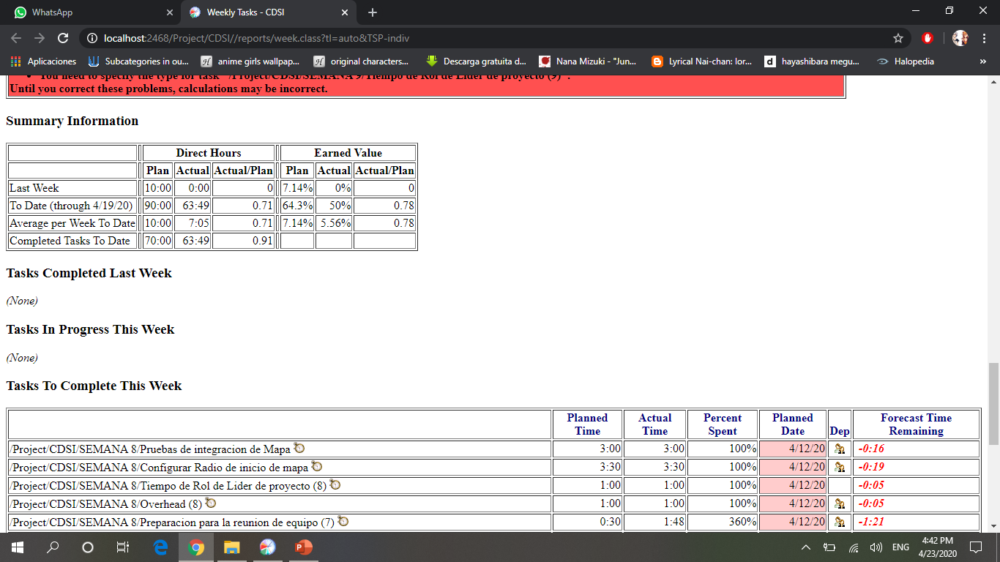 WhatsApp
Weekly Tasks - CDSI
localhost:2468/Project/CDSI//reports/week.class?tl=auto&TSP-indiv
Aplicaciones Subcategories in ou... anime girls wallpap... original characters... Descarga gratuita d... Nana Mizuki - "Jun... Lyrical Nai-chan: lor... hayashibara megu... Halopedia »
• You need to specify the type for task "/Project/CDSI/SEMANA 9/Tiempo de Rol de Lider de proyecto (9)".
Until you correct these problems, calculations may be incorrect.
Summary Information
Direct Hours Earned Value
Plan Actual Actual/Plan Plan Actual Actual/Plan
Last Week 10:00 0:00 0 7.14% 0% 0
To Date (through 4/19/20) 90:00 63:49 0.71 64.3% 50% 0.78
Average per Week To Date 10:00 7:05 0.71 7.14% 5.56% 0.78
Completed Tasks To Date 70:00 63:49 0.91
Tasks Completed Last Week
(None)
Tasks In Progress This Week
(None)
Tasks To Complete This Week
Planned Time Actual Time Percent Spent Planned Date Dep Forecast Time Remaining
/Project/CDSI/SEMANA 8/Pruebas de integracion de Mapa 3:00 3:00 100% 4/12/20 -0:16
/Project/CDSI/SEMANA 8/Configurar Radio de inicio de mapa 3:30 3:30 100% 4/12/20 -0:19
/Project/CDSI/SEMANA 8/Tiempo de Rol de Lider de proyecto (8) 1:00 1:00 100% 4/12/20 -0:05
/Project/CDSI/SEMANA 8/Overhead (8) 1:00 1:00 100% 4/12/20 -0:05
/Project/CDSI/SEMANA 8/Preparacion para la reunion de equipo (7) 0:30 1:48 360% 4/12/20 -1:21
ENG
4:42 PM
4/23/2020